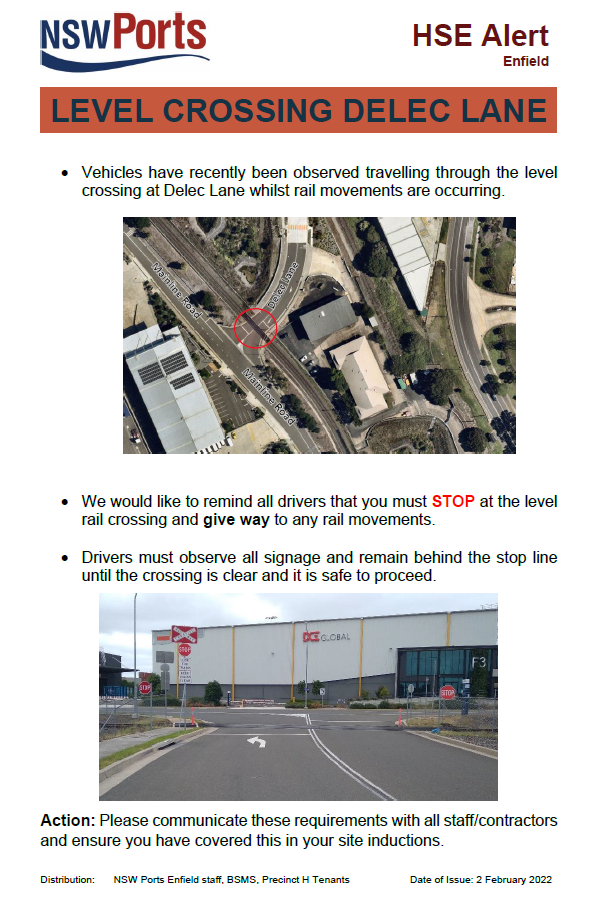 NSW Ports
HSE Alert
Enfield
LEVEL CROSSING DELEC LANE
• Vehicles have recently been observed travelling through the level
crossing at Delec Lane whilst rail movements are occurring.
Mainline Road
Delec Lane
Mainline Road
• We would like to remind all drivers that you must STOP at the level
rail crossing and give way to any rail movements.
• Drivers must observe all signage and remain behind the stop line
until the crossing is clear and it is safe to proceed.
GLOBAL
STOP
F3
STOP
STOP
Action: Please communicate these requirements with all staff/contractors
and ensure you have covered this in your site inductions.
Distribution: NSW Ports Enfield staff, BSMS, Precinct H Tenants
Date of Issue: 2 February 2022